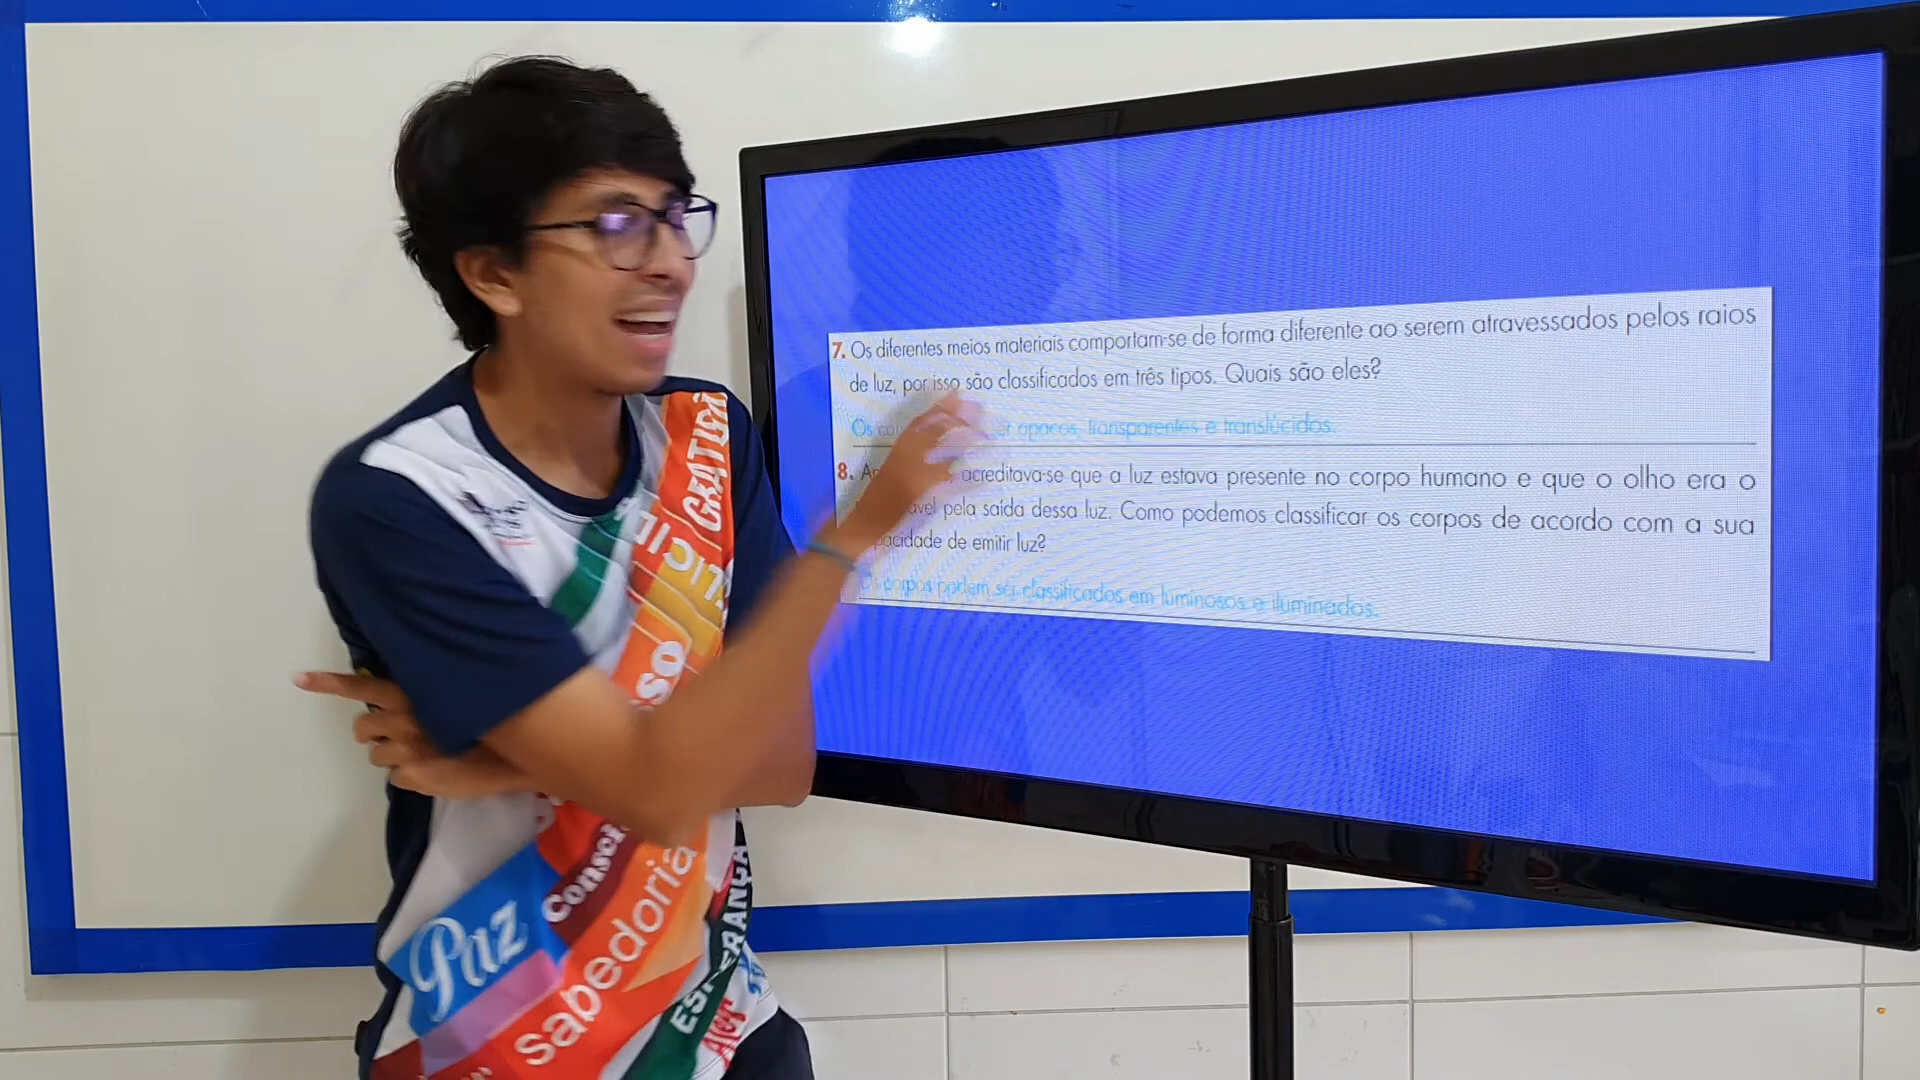 7. Os diferentes meios materiais comportam-se de forma diferente ao serem atravessados pelos raios
de luz, por isso são classificados em três tipos. Quais são eles?
Os opacos, transparentes e translúcidos.
8. acreditava-se que a luz estava presente no corpo humano e que o olho era o
pela saída dessa luz. Como podemos classificar os corpos de acordo com a sua
de emitir luz?
corpos podem ser classificados em luminosos e iluminados.
Paz
Sabedoria